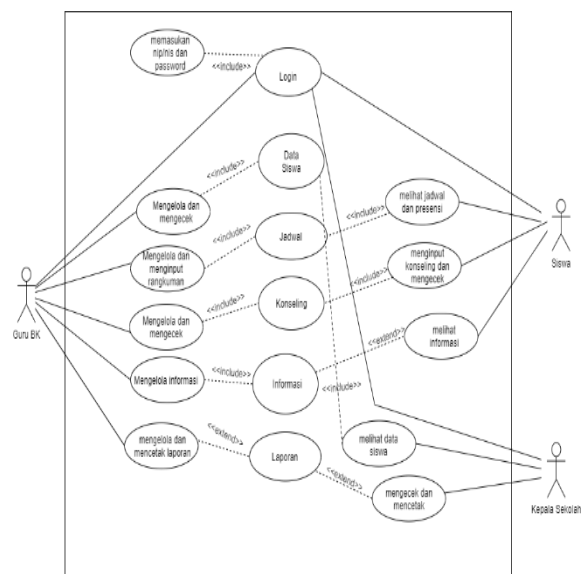 memasukan
nip/nis dan
password
<<include>>
Login
<<include>>
Data
Siswa
Mengelola dan
mengecek
<<include>>
melihat jadwal
dan presensi
<<include>>
Jadwal
Mengelola dan
menginput
rangkuman
Siswa
menginput
konseling dan
mengecek
<<include>>
Konseling
<<include>>
Mengelola dan
mengecek
Guru BK
<<extend>>
melihat
informasi
Mengelola informasi
<<include>>
Informasi
<<include>>
mengelola dan
mencetak laporan
<<extend>>
Laporan
melihat data
siswa
<<extend>>
mengecek dan
mencetak
Kepala Sekolah